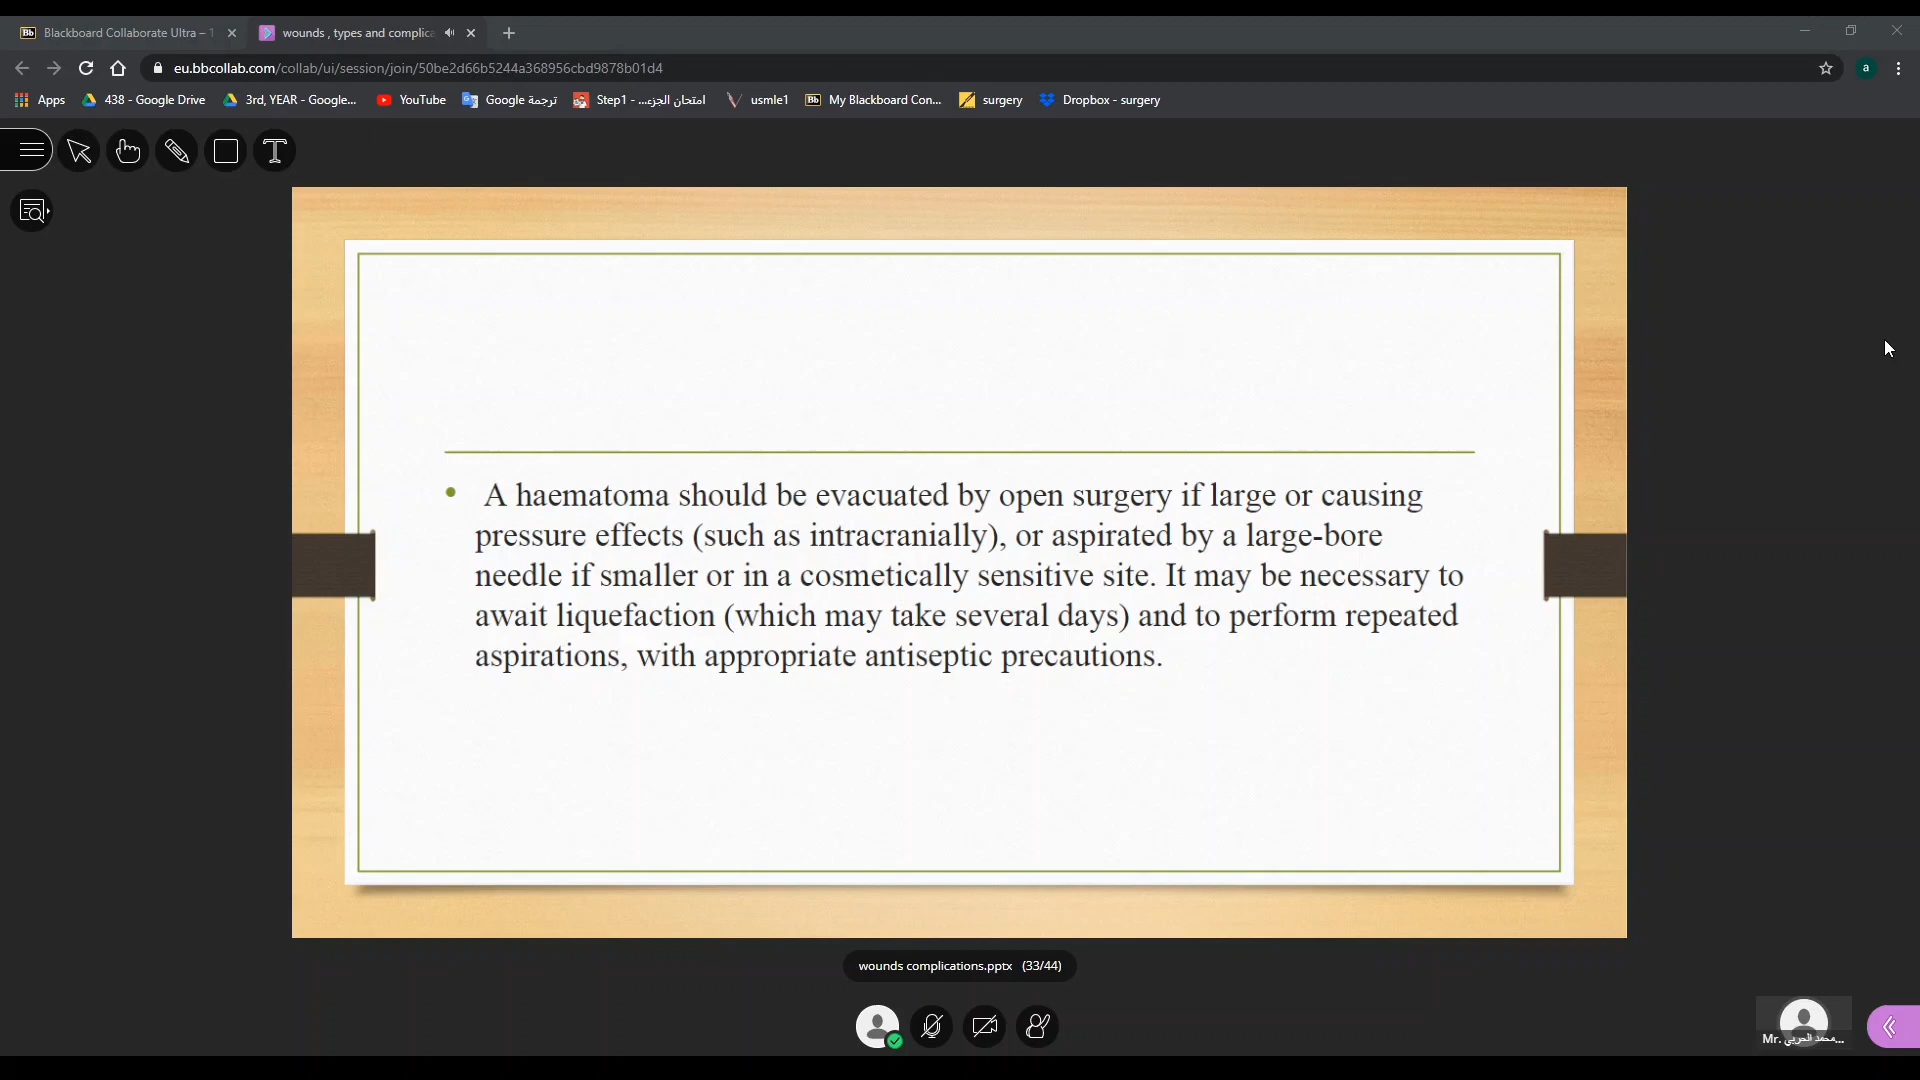 Blackboard Collaborate Ultra – 1
wounds , types and complica
eu.bbcollab.com/collab/ui/session/join/50be2d66b5244a368956cbd9878b01d4
a
Apps
438 - Google Drive
3rd, YEAR - Google...
YouTube
Google ترجمة
Step1 - ...امتحان الجزء
usmle1
My Blackboard Con...
surgery
Dropbox - surgery
• A haematoma should be evacuated by open surgery if large or causing
pressure effects (such as intracranially), or aspirated by a large-bore
needle if smaller or in a cosmetically sensitive site. It may be necessary to
await liquefaction (which may take several days) and to perform repeated
aspirations, with appropriate antiseptic precautions.
wounds complications.pptx (33/44)
Mr. محمد الحربي...